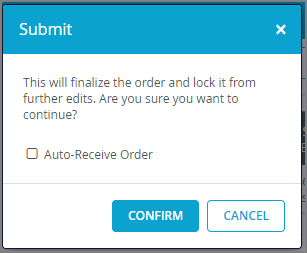 Submit
This will finalize the order and lock it from
further edits. Are you sure you want to
continue?
Auto-Receive Order
CONFIRM
CANCEL